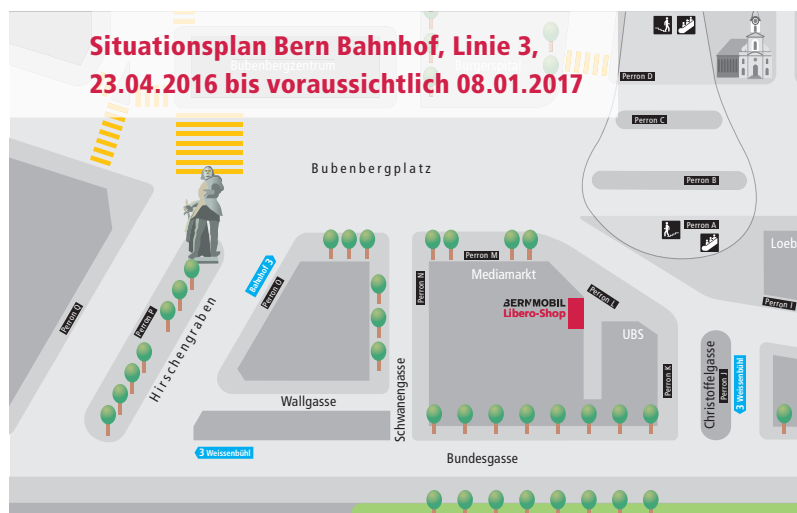 Situationsplan Bern Bahnhof, Linie 3,
23.04.2016 bis voraussichtlich 08.01.2017
Bubenbergzentrum
Burgerspital
Perron D
Perron C
Bubenbergplatz
Perron B
Perron A
Loeb
Bahnhof 3
Perron O
Perron N
Perron M
Mediamarkt
Perron L
Perron I
BERNMOBIL
Libero-Shop
UBS
Perron Q
Perron P
Hirschengraben
Schwanengasse
Perron K
Christoffelgasse
Perron J
3 Weissenbühl
Wallgasse
3 Weissenbühl
Bundesgasse